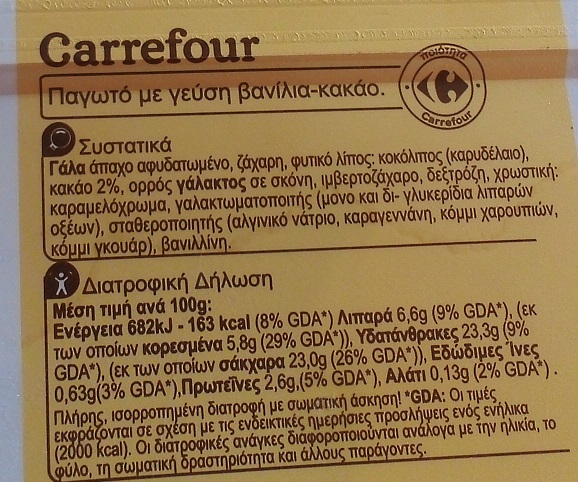 Carrefour
ποιότητα
Carrefour
Παγωτό με γεύση βανίλια-κακάο.
Συστατικά
Γάλα άπαχο αφυδατωμένο, ζάχαρη, φυτικό λίπος: κοκόλιπος (καρυδέλαιο),
κακάο 2%, ορρός γάλακτος σε σκόνη, ιμβερτοζάχαρο, δεξτρόζη, χρωστική:
καραμελόχρωμα, γαλακτωματοποιητής (μονο και δι- γλυκερίδια λιπαρών
οξέων), σταθεροποιητής (αλγινικό νάτριο, καραγεννάνη, κόμμι χαρουπιών,
κόμμι γκουάρ), βανιλλίνη.
Διατροφική Δήλωση
Μέση τιμή ανά 100g:
Ενέργεια 682kJ - 163 kcal (8% GDA*) Λιπαρά 6,6g (9% GDA*), (εκ
των οποίων κορεσμένα 5,8g (29% GDA*)), Υδατάνθρακες 23,3g (9%
GDA*), (εκ των οποίων σάκχαρα 23,0g (26% GDA*)), Εδώδιμες Ίνες
0,63g(3% GDA*),Πρωτεΐνες 2,6g,(5% GDA*), Αλάτι 0,13g (2% GDA*) .
Πλήρης, ισορροπημένη διατροφή με σωματική άσκηση! *GDA: Οι τιμές
εκφράζονται σε σχέση με τις ενδεικτικές ημερήσιες προσλήψεις ενός ενήλικα
(2000 kcal). Οι διατροφικές ανάγκες διαφοροποιούνται ανάλογα με την ηλικία, το
φύλο, τη σωματική δραστηριότητα και άλλους παράγοντες.